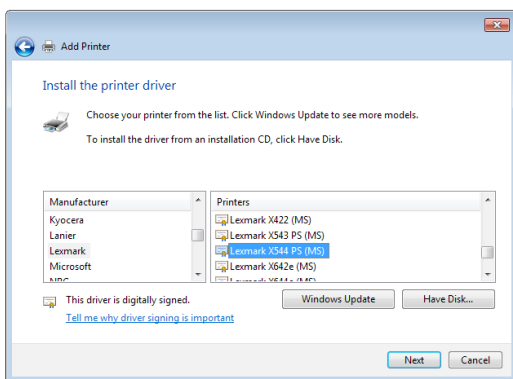 Add Printer
Install the printer driver
Choose your printer from the list. Click Windows Update to see more models.
To install the driver from an installation CD, click Have Disk.
Manufacturer
Kyocera
Lanier
Lexmark
Microsoft
Printers
Lexmark X422 (MS)
Lexmark X543 PS (MS)
Lexmark X544 PS (MS)
Lexmark X642e (MS)
This driver is digitally signed.
Tell me why driver signing is important
Windows Update
Have Disk...
Next
Cancel